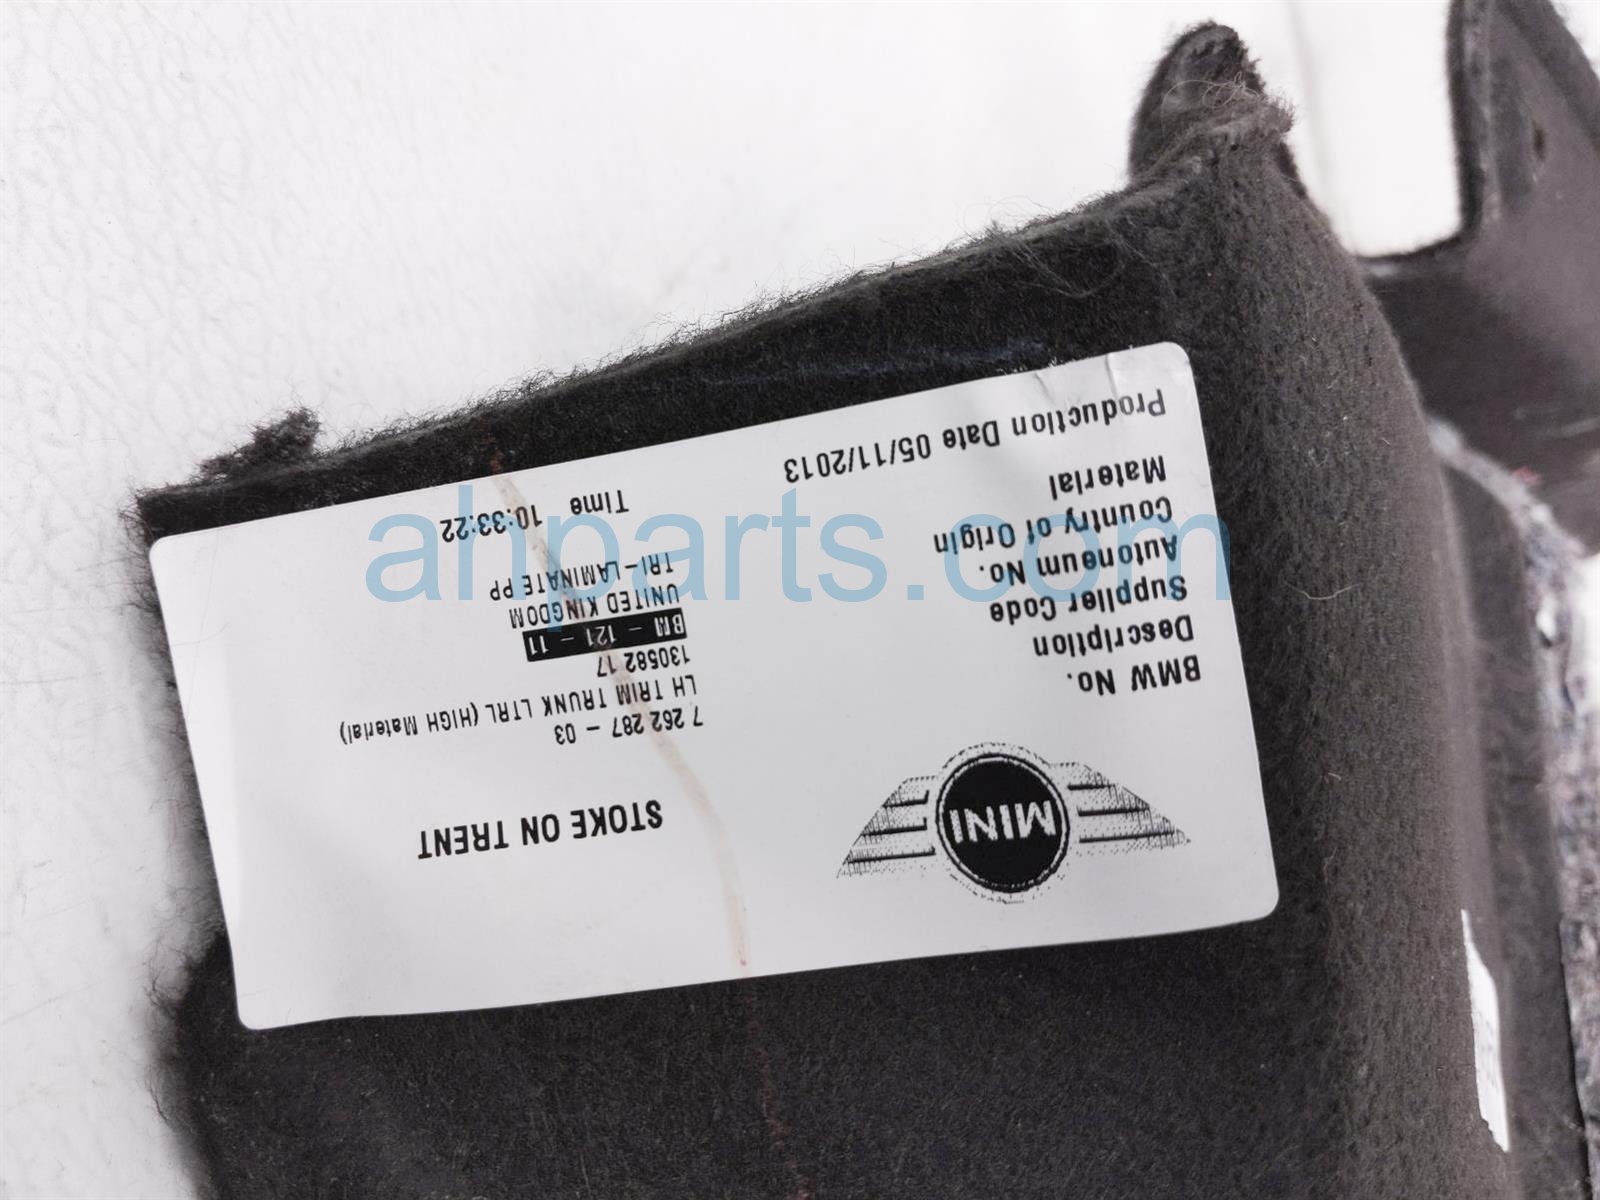 MINI
STOKE ON TRENT
BMW No. 7 262 287 - 03
Description LH TRIM TRUNK LTRL (HIGH Material)
Supplier Code 130582 17
Autoneum No. BM - 121 - 11
Country of Origin UNITED KINGDOM
Material TRI-LAMINATE PP
Production Date 05/11/2013 Time 10:33:22
ahparts.com